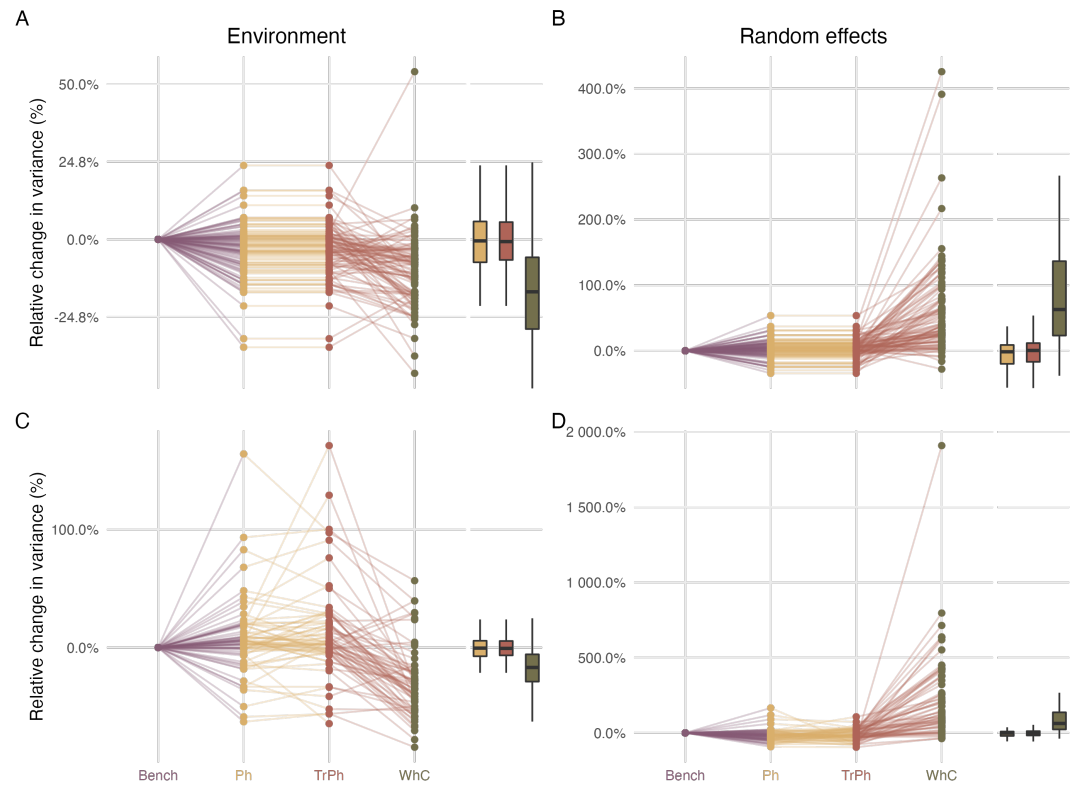 A
B
Environment
Random effects
Relative change in variance (%)
50.0%
24.8%
0.0%
-24.8%
400.0%
300.0%
200.0%
100.0%
0.0%
C
D
Relative change in variance (%)
100.0%
0.0%
2 000.0%
1 500.0%
1 000.0%
500.0%
0.0%
Bench Ph TrPh WhC
Bench Ph TrPh WhC